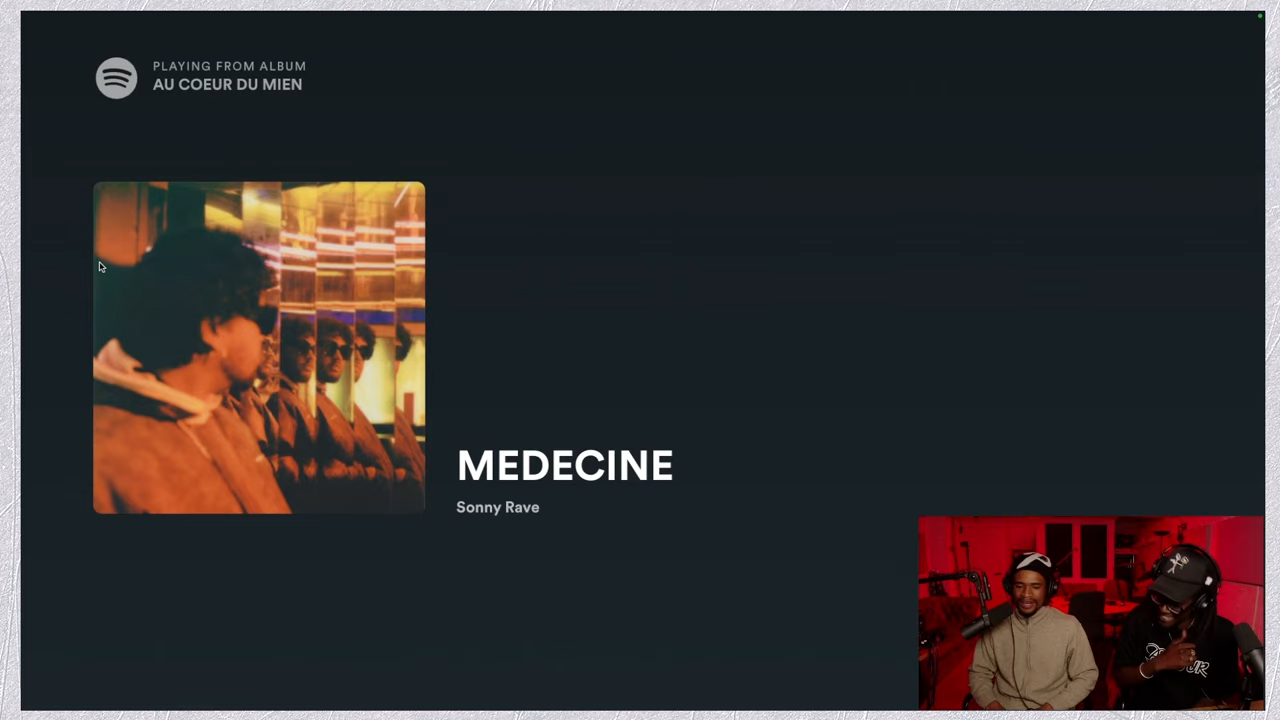 PLAYING FROM ALBUM
AU COEUR DU MIEN
MEDECINE
Sonny Rave